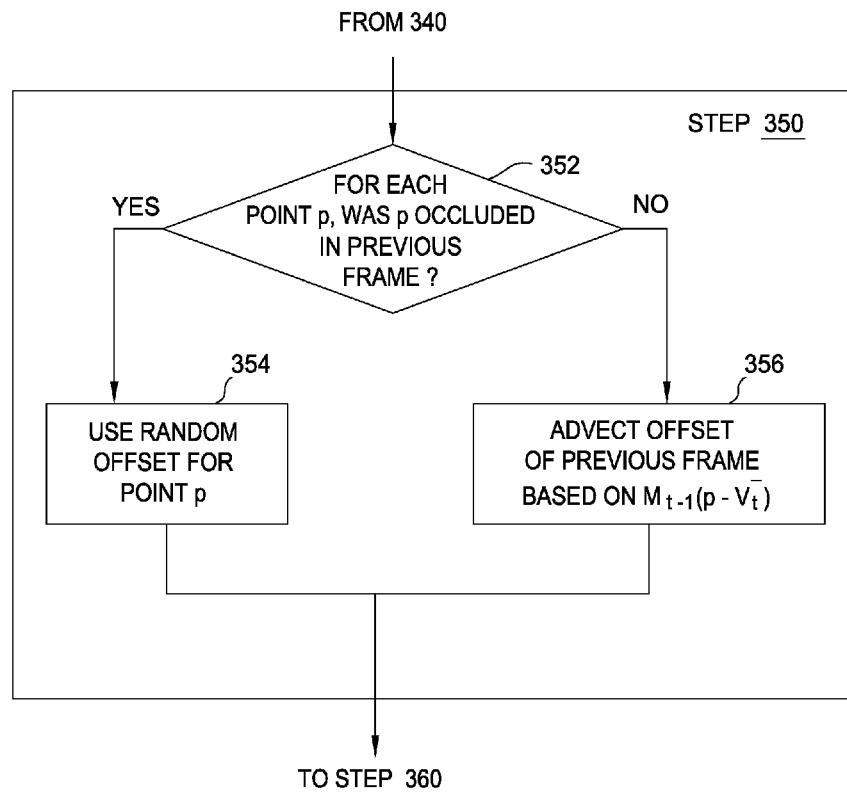 FROM 340
STEP 350
352
FOR EACH
POINT p, WAS p OCCLUDED
IN PREVIOUS
FRAME ?
YES
NO
354
356
USE RANDOM
OFFSET FOR
POINT p
ADVECT OFFSET
OF PREVIOUS FRAME
BASED ON M t-1(p - V t̄)
TO STEP 360